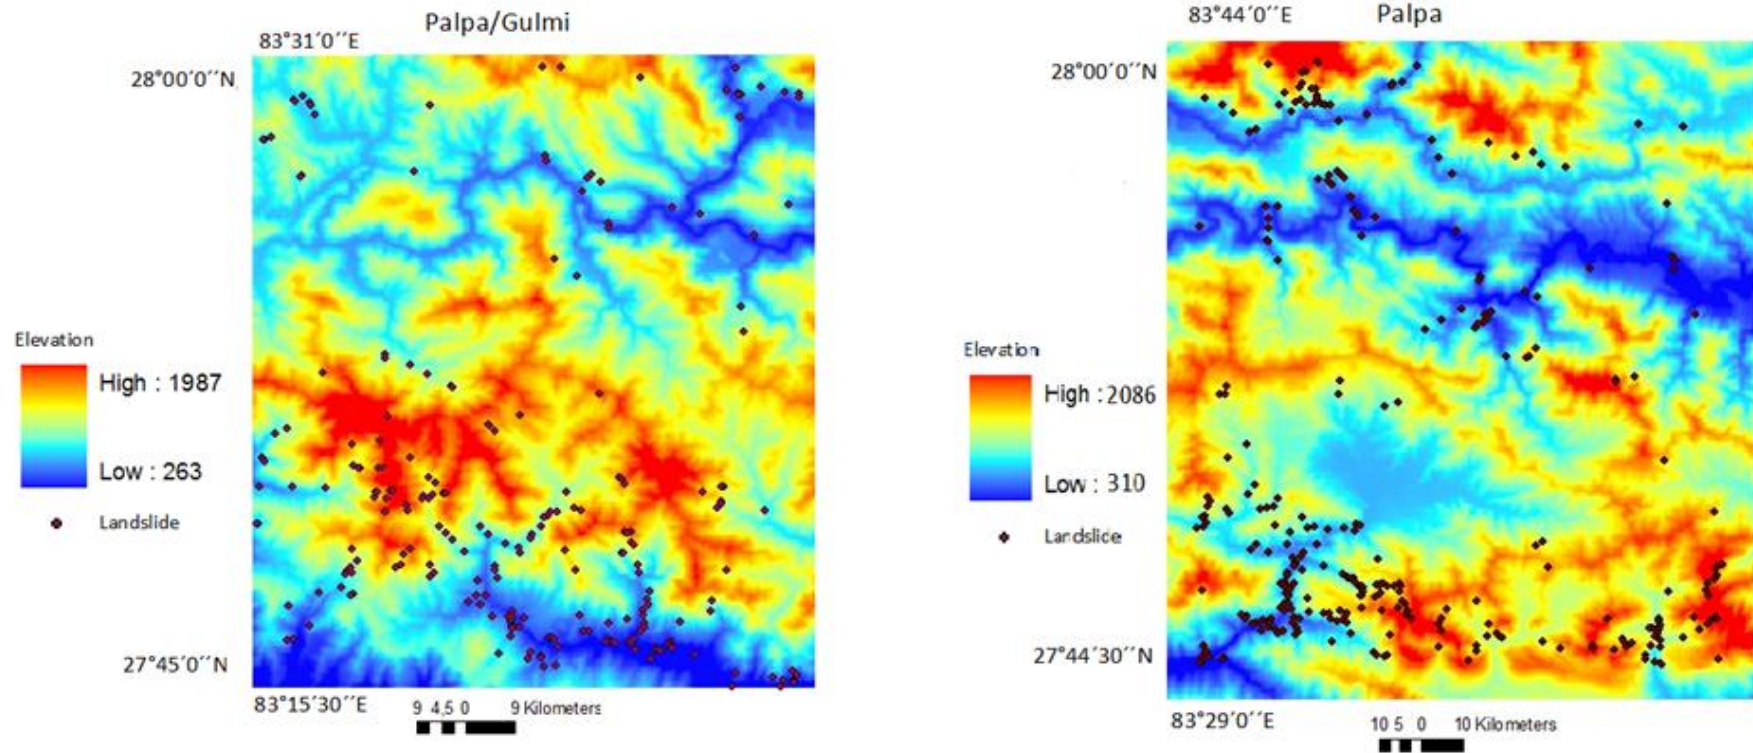 Palpa/Gulmi
83°31´0´´E
28°00´0´´N
Elevation
High : 1987
Low : 263
Landslide
27°45´0´´N
83°15´30´´E
9 4,5 0 9 Kilometers
83°44´0´´E Palpa
28°00´0´´N
Elevation
High : 2086
Low : 310
Landslice
27°44´30´´N
83°29´0´´E
10 5 0 10 Kilometers